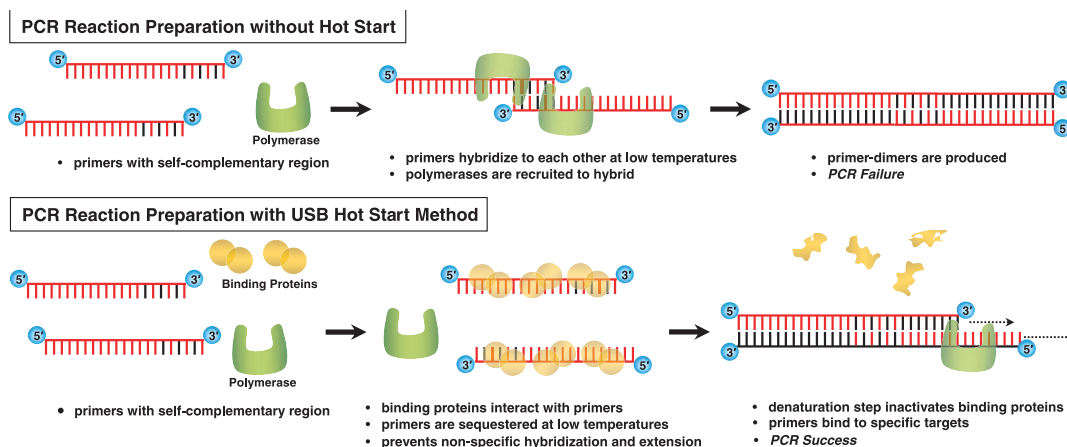 PCR Reaction Preparation without Hot Start
5′ 3′
5′ 3′
Polymerase
• primers with self-complementary region
5′ 3′
3′ 5′
• primers hybridize to each other at low temperatures
• polymerases are recruited to hybrid
5′ 3′
3′ 5′
• primer-dimers are produced
• PCR Failure
PCR Reaction Preparation with USB Hot Start Method
Binding Proteins
5′ 3′
5′ 3′
Polymerase
• primers with self-complementary region
5′ 3′
3′ 5′
• binding proteins interact with primers
• primers are sequestered at low temperatures
• prevents non-specific hybridization and extension
5′ 3′
3′ 5′
• denaturation step inactivates binding proteins
• primers bind to specific targets
• PCR Success